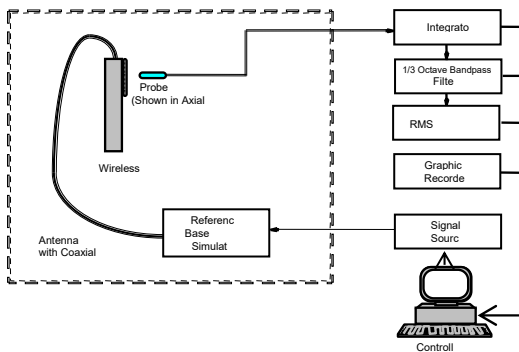 Integrato
1/3 Octave Bandpass
Filte
RMS
Graphic
Recorde
Signal
Sourc
Controll
Probe
(Shown in Axial
Wireless
Antenna
with Coaxial
Referenc
Base
Simulat